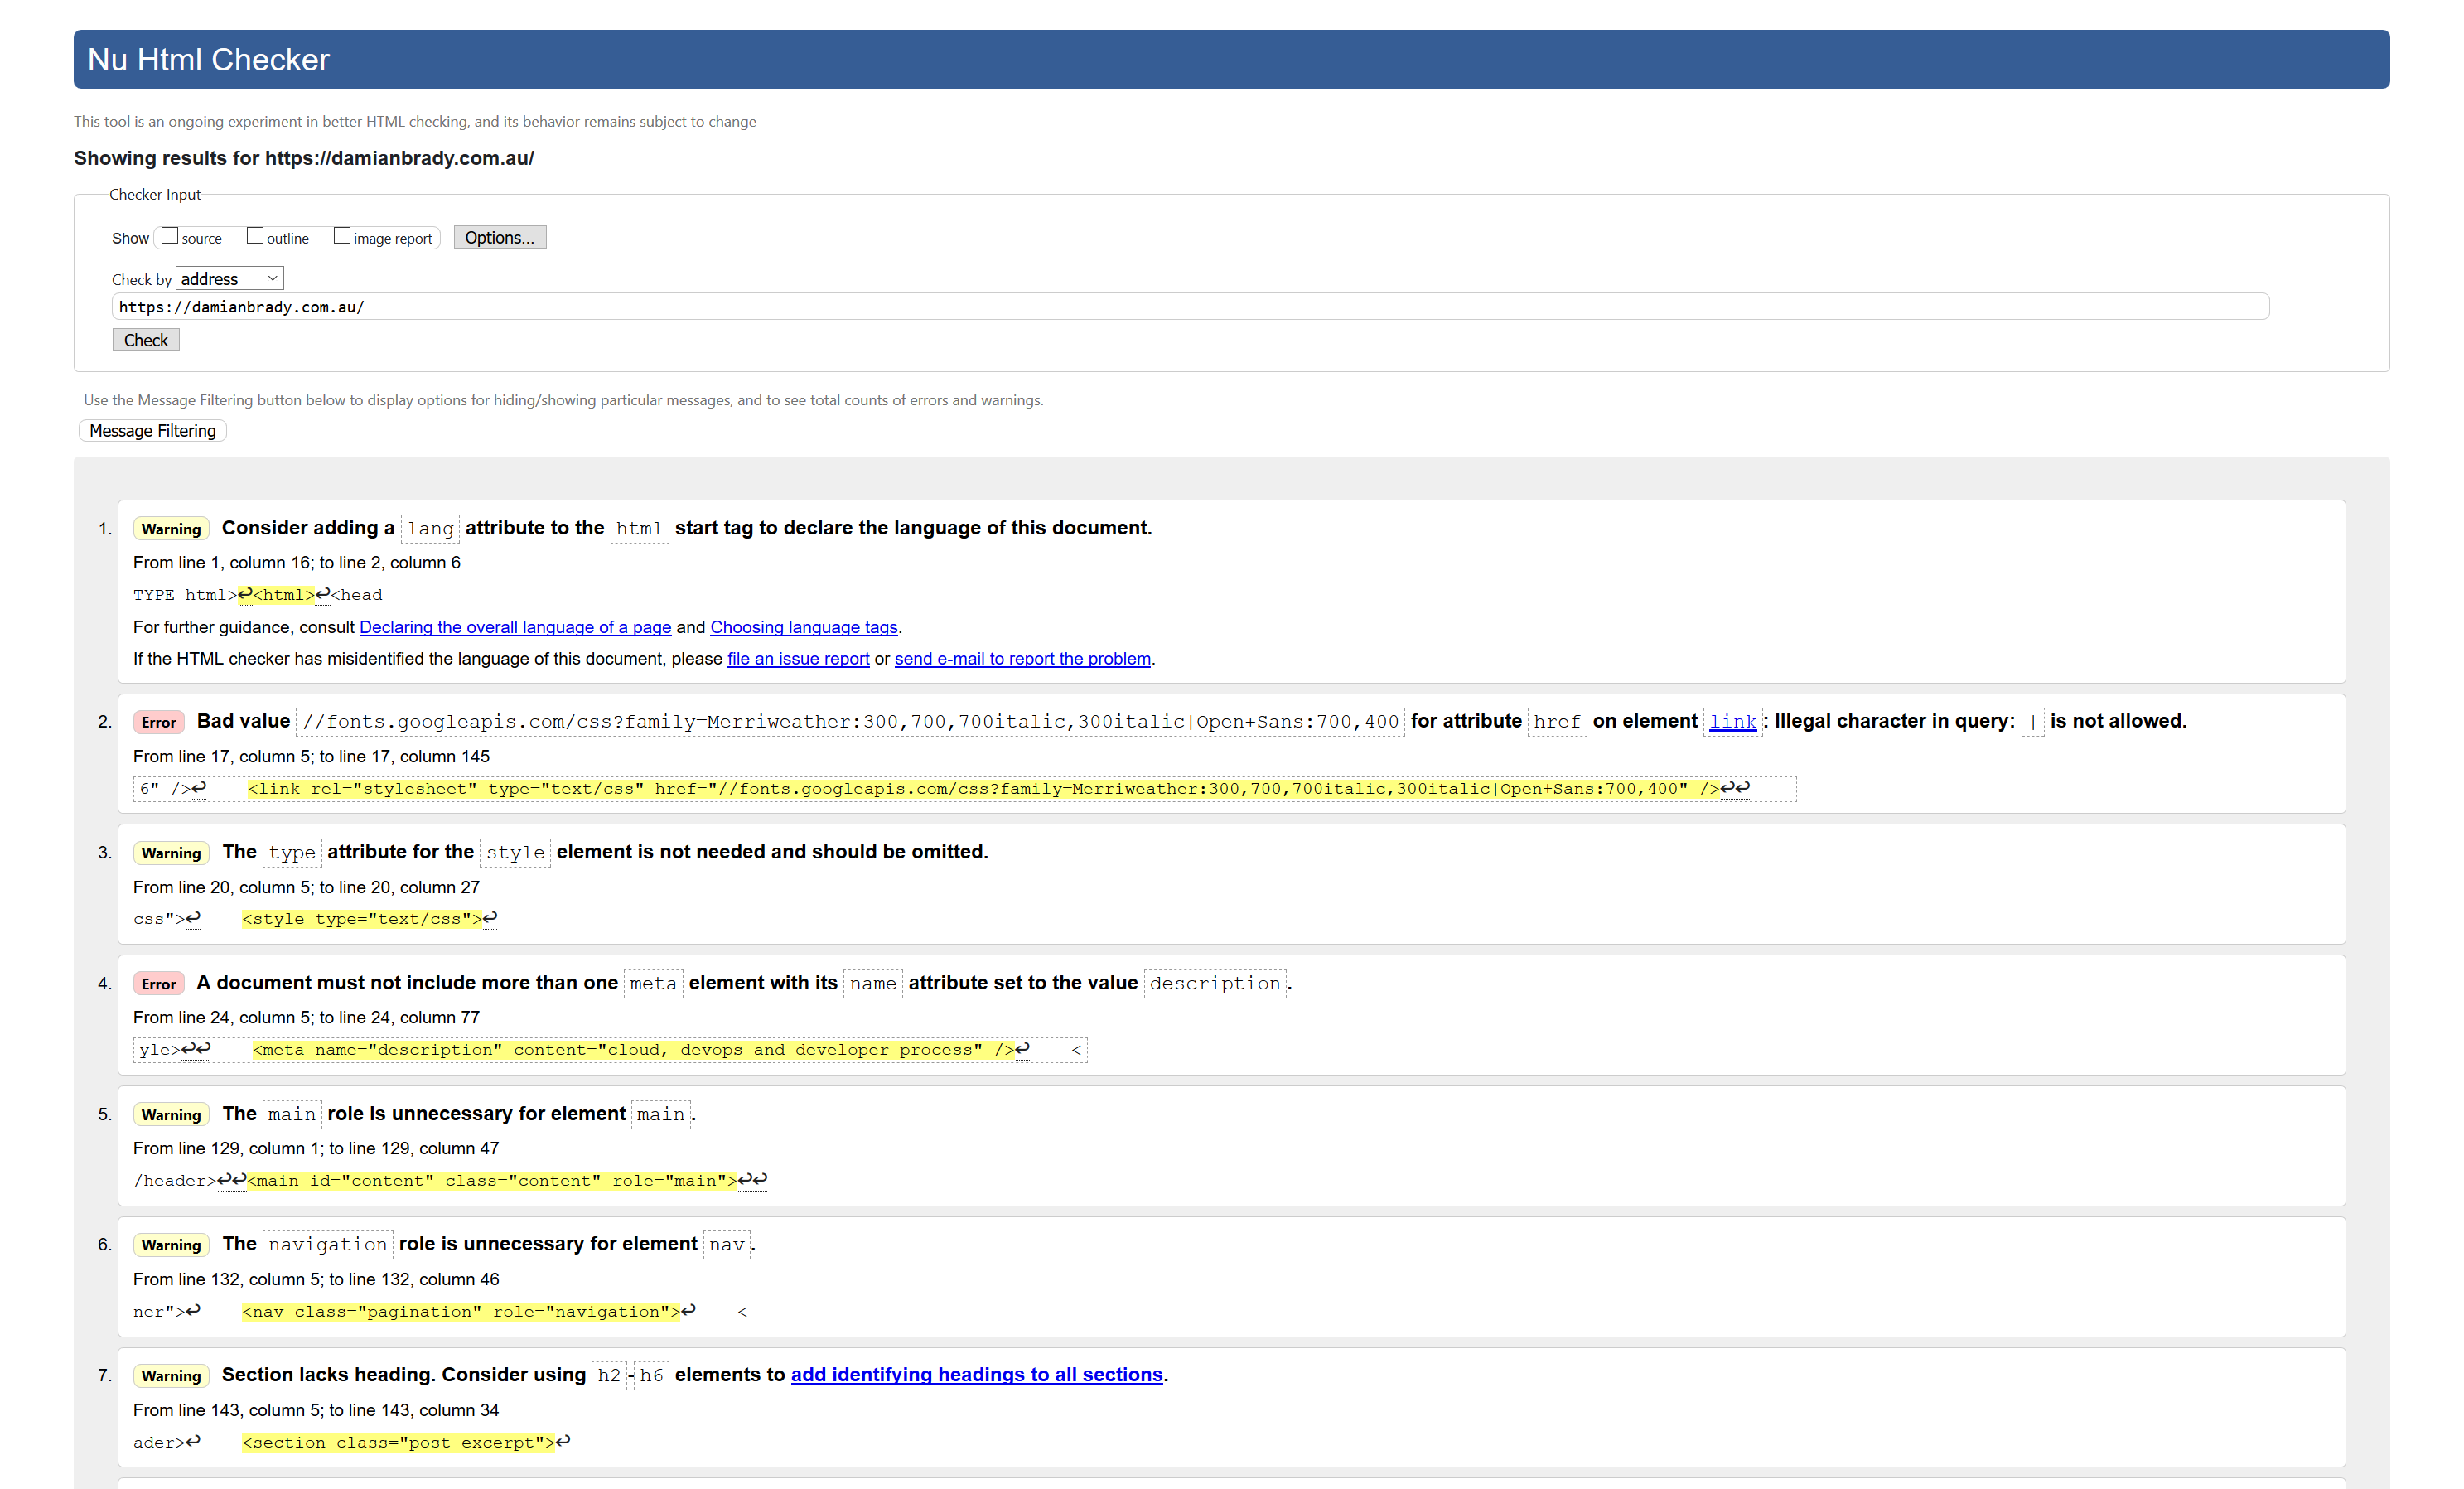 Nu Html Checker
This tool is an ongoing experiment in better HTML checking, and its behavior remains subject to change
Showing results for https://damianbrady.com.au/
Checker Input
Show source outline image report Options...
Check by address
https://damianbrady.com.au/
Check
Use the Message Filtering button below to display options for hiding/showing particular messages, and to see total counts of errors and warnings.
Message Filtering
1. Warning Consider adding a lang attribute to the html start tag to declare the language of this document.
From line 1, column 16; to line 2, column 6
TYPE html>↩<html>↩<head
For further guidance, consult Declaring the overall language of a page and Choosing language tags.
If the HTML checker has misidentified the language of this document, please file an issue report or send e-mail to report the problem.
2. Error Bad value //fonts.googleapis.com/css?family=Merriweather:300,700,700italic,300italic|Open+Sans:700,400 for attribute href on element link: Illegal character in query: | is not allowed.
From line 17, column 5; to line 17, column 145
6" />↩    <link rel="stylesheet" type="text/css" href="//fonts.googleapis.com/css?family=Merriweather:300,700,700italic,300italic|Open+Sans:700,400" />↩↩
3. Warning The type attribute for the style element is not needed and should be omitted.
From line 20, column 5; to line 20, column 27
css">↩    <style type="text/css">↩
4. Error A document must not include more than one meta element with its name attribute set to the value description.
From line 24, column 5; to line 24, column 77
yle>↩↩    <meta name="description" content="cloud, devops and developer process" />↩    <
5. Warning The main role is unnecessary for element main.
From line 129, column 1; to line 129, column 47
/header>↩↩<main id="content" class="content" role="main">↩↩
6. Warning The navigation role is unnecessary for element nav.
From line 132, column 5; to line 132, column 46
ner">↩    <nav class="pagination" role="navigation">↩    <
7. Warning Section lacks heading. Consider using h2-h6 elements to add identifying headings to all sections.
From line 143, column 5; to line 143, column 34
ader>↩    <section class="post-excerpt">↩